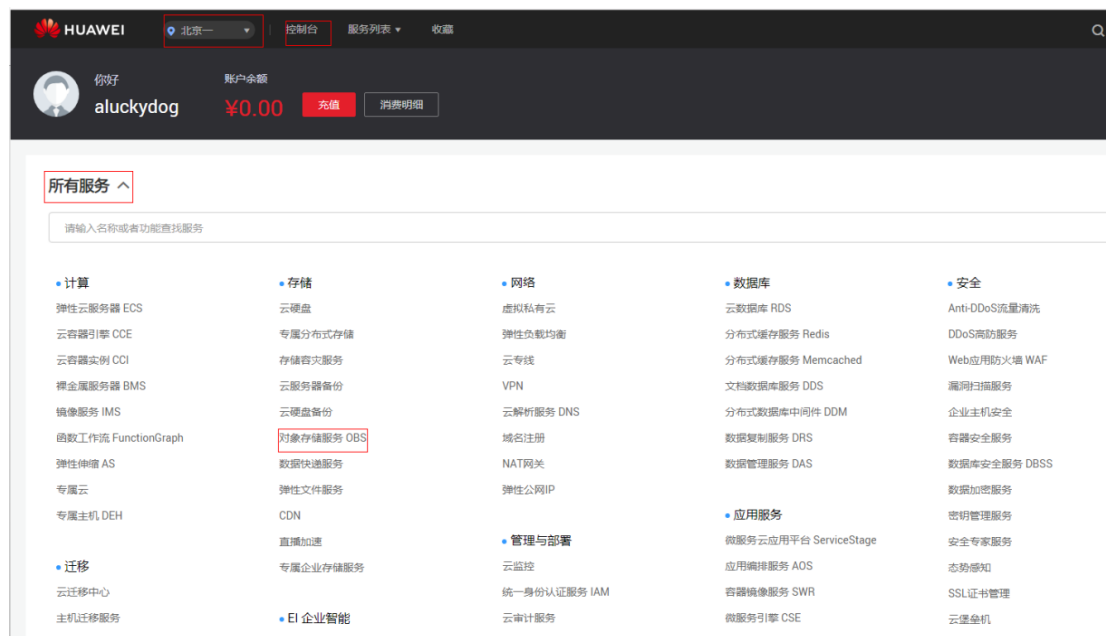 HUAWEI 北京一 控制台 服务列表 收藏
你好
aluckydog
账户余额
¥0.00 充值 消费明细
所有服务
请输入名称或者功能查找服务
计算
弹性云服务器 ECS
云容器引擎 CCE
云容器实例 CCI
裸金属服务器 BMS
镜像服务 IMS
函数工作流 FunctionGraph
弹性伸缩 AS
专属云
专属主机 DEH
迁移
云迁移中心
主机迁移服务
存储
云硬盘
专属分布式存储
存储容灾服务
云服务器备份
云硬盘备份
对象存储服务 OBS
数据快递服务
弹性文件服务
CDN
直播加速
专属企业存储服务
EI 企业智能
网络
虚拟私有云
弹性负载均衡
云专线
VPN
云解析服务 DNS
域名注册
NAT网关
弹性公网IP
管理与部署
云监控
统一身份认证服务 IAM
云审计服务
数据库
云数据库 RDS
分布式缓存服务 Redis
分布式缓存服务 Memcached
文档数据库服务 DDS
分布式数据库中间件 DDM
数据复制服务 DRS
数据管理服务 DAS
应用服务
微服务云应用平台 ServiceStage
应用编排服务 AOS
容器镜像服务 SWR
微服务引擎 CSE
安全
Anti-DDoS流量清洗
DDoS高防服务
Web应用防火墙 WAF
漏洞扫描服务
企业主机安全
容器安全服务
数据库安全服务 DBSS
数据加密服务
密钥管理服务
安全专家服务
态势感知
SSL证书管理
云堡垒机